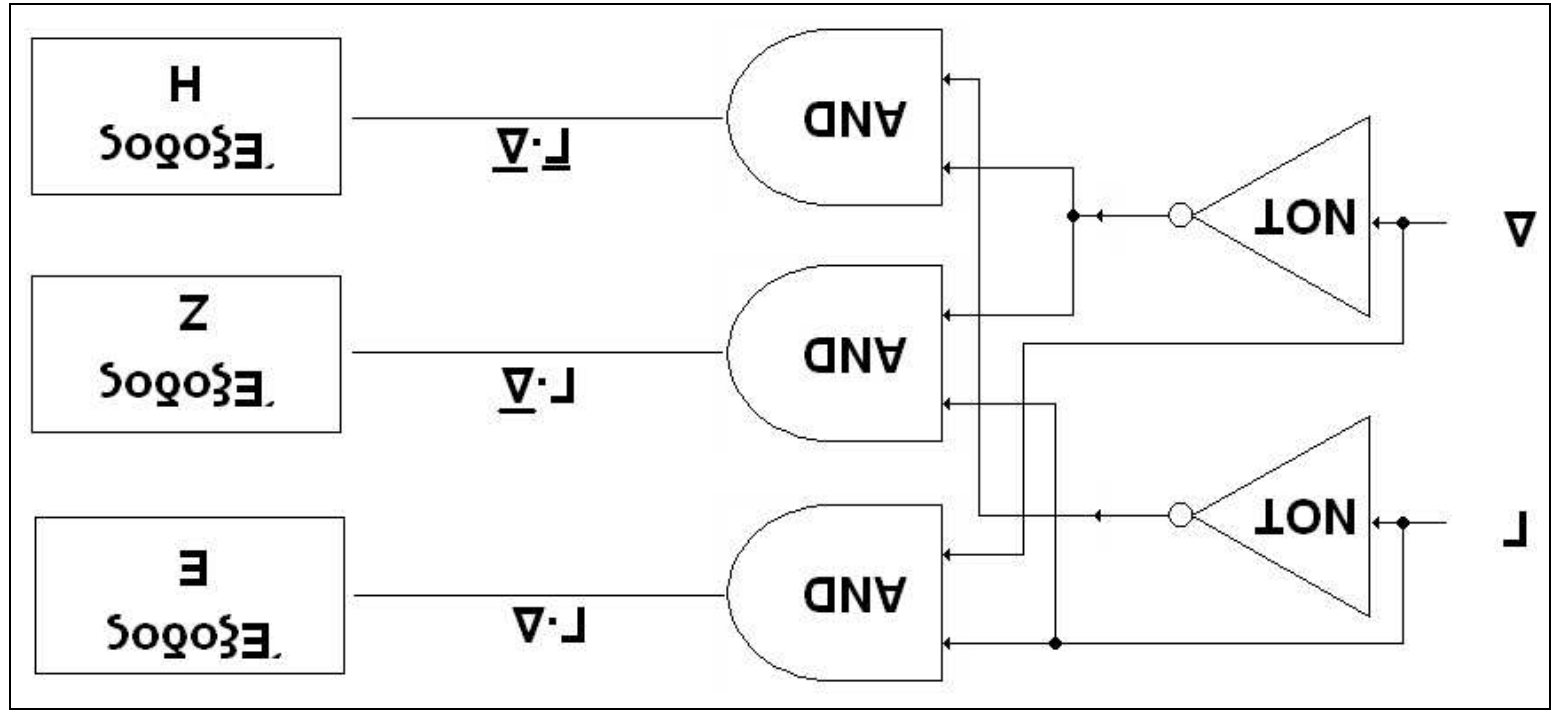 Γ
NOT
AND
Γ.Δ
Έξοδος
Ε
AND
Γ.Δ̅
Έξοδος
Ζ
Δ
NOT
AND
Γ̅.Δ̅
Έξοδος
Η